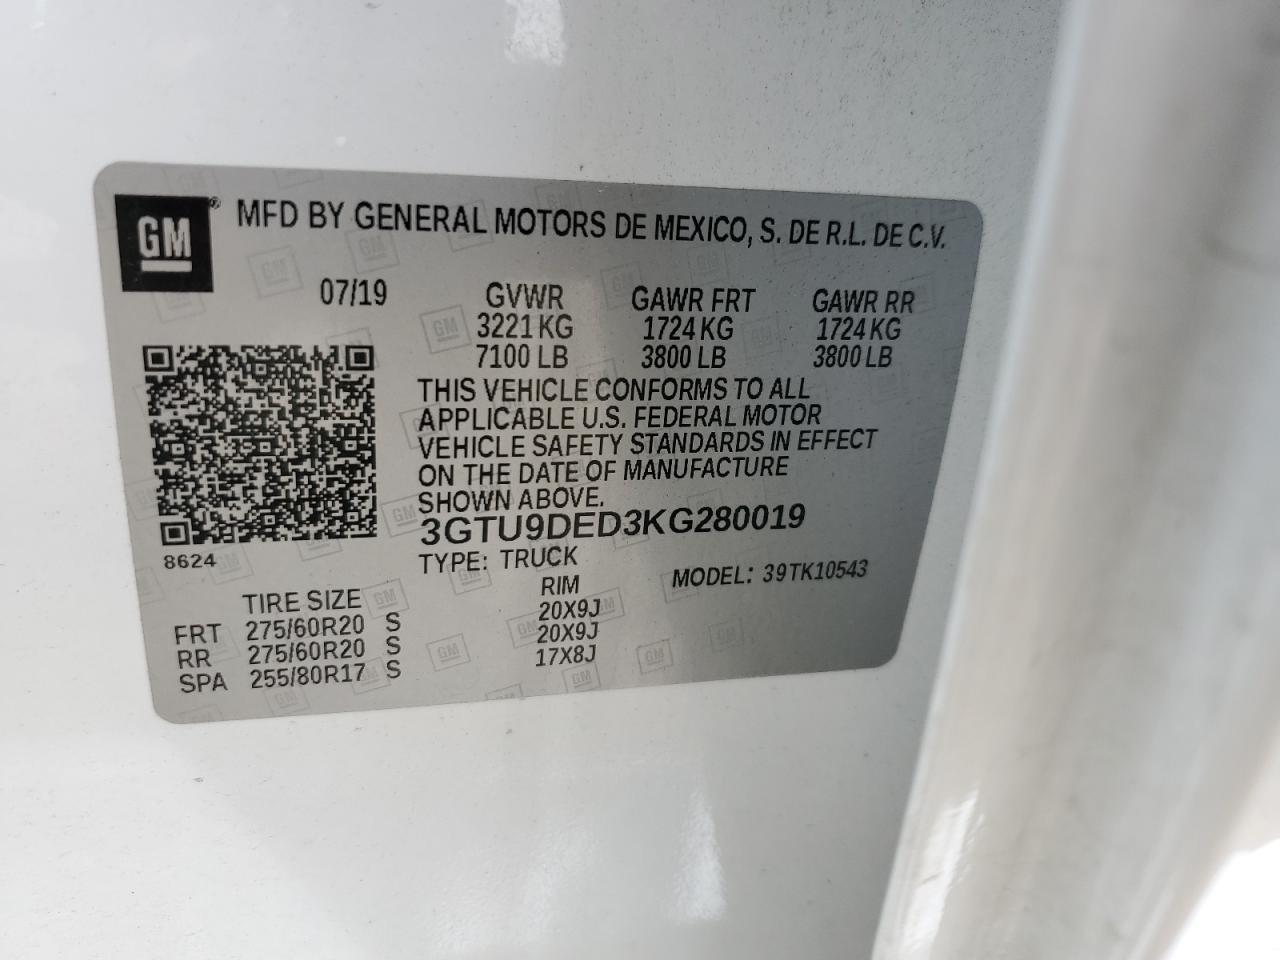 GM ® MFD BY GENERAL MOTORS DE MEXICO, S. DE R.L. DE C.V.
07/19 GVWR GAWR FRT GAWR RR
3221 KG 1724 KG 1724 KG
7100 LB 3800 LB 3800 LB
THIS VEHICLE CONFORMS TO ALL
APPLICABLE U.S. FEDERAL MOTOR
VEHICLE SAFETY STANDARDS IN EFFECT
ON THE DATE OF MANUFACTURE
SHOWN ABOVE.
3GTU9DED3KG280019
8624 TYPE: TRUCK MODEL: 39TK10543
TIRE SIZE RIM
FRT 275/60R20 S 20X9J
RR 275/60R20 S 20X9J
SPA 255/80R17 S 17X8J